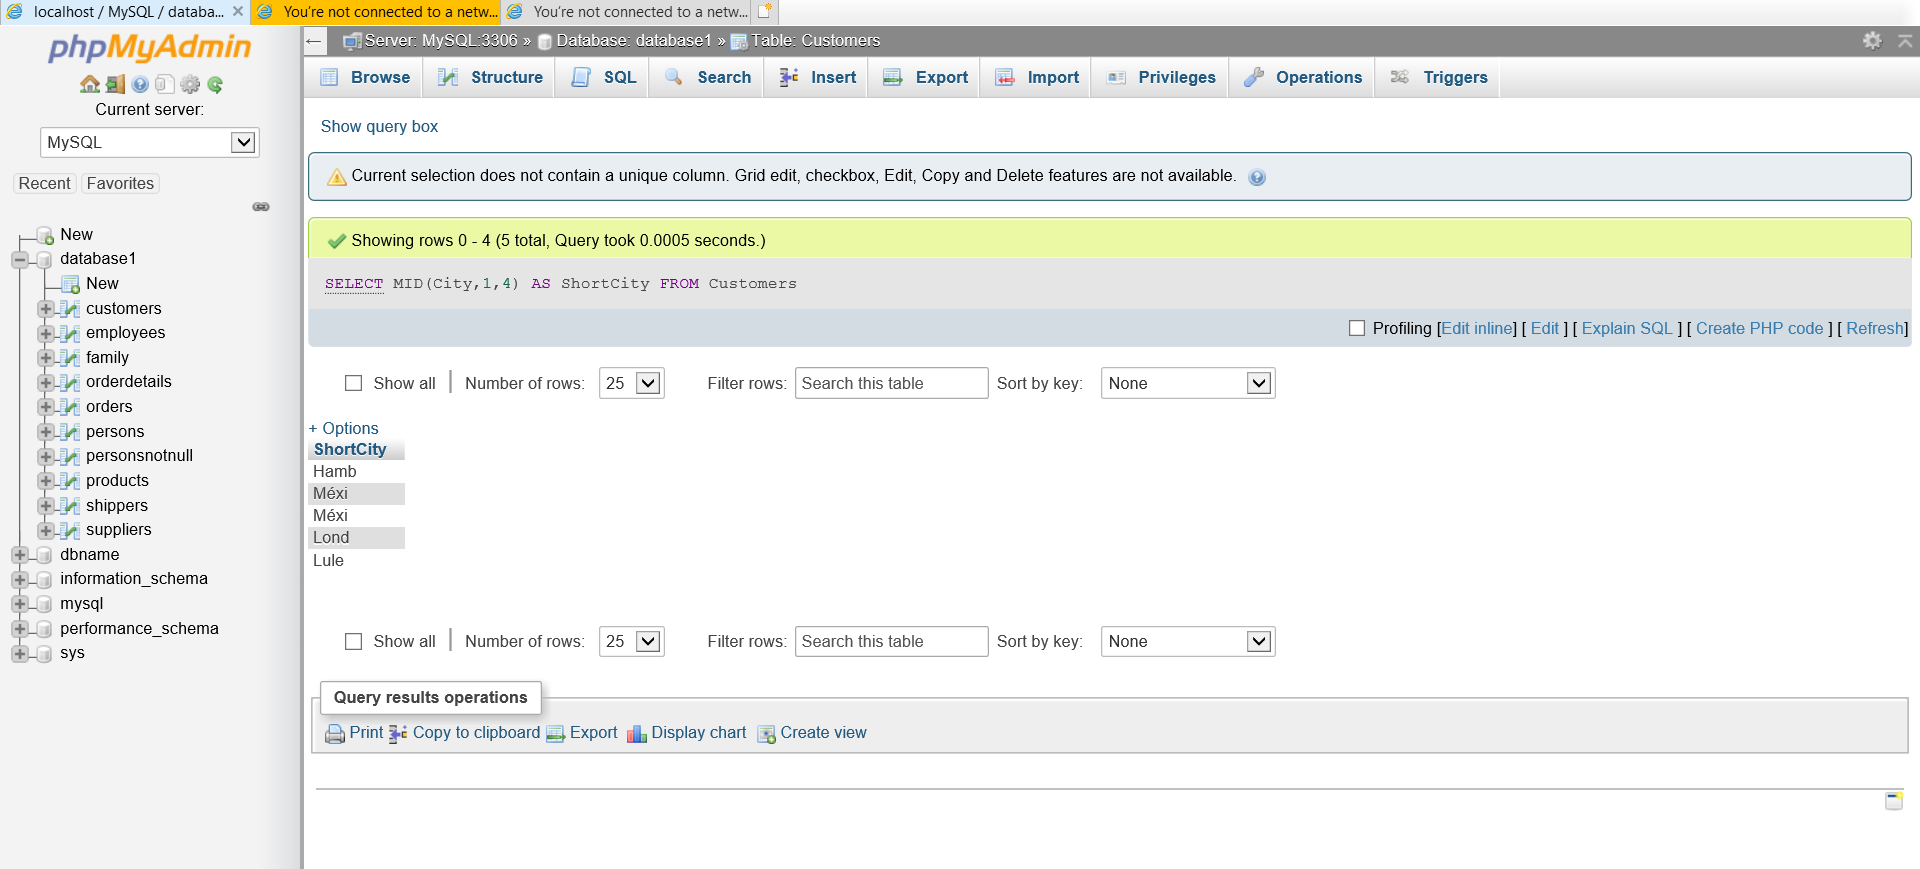 localhost / MySQL / databa...
You're not connected to a netw...
You're not connected to a netw...
phpMyAdmin
Current server:
MySQL
Recent
Favorites
New
database1
New
customers
employees
family
orderdetails
orders
persons
personsnotnull
products
shippers
suppliers
dbname
information_schema
mysql
performance_schema
sys
← Server: MySQL:3306 » Database: database1 » Table: Customers
Browse Structure SQL Search Insert Export Import Privileges Operations Triggers
Show query box
Current selection does not contain a unique column. Grid edit, checkbox, Edit, Copy and Delete features are not available.
Showing rows 0 - 4 (5 total, Query took 0.0005 seconds.)
SELECT MID(City,1,4) AS ShortCity FROM Customers
Profiling [Edit inline] [ Edit ] [ Explain SQL ] [ Create PHP code ] [ Refresh]
Show all | Number of rows: 25 Filter rows: Search this table Sort by key: None
+ Options
ShortCity
Hamb
Méxi
Méxi
Lond
Lule
Show all | Number of rows: 25 Filter rows: Search this table Sort by key: None
Query results operations
Print Copy to clipboard Export Display chart Create view